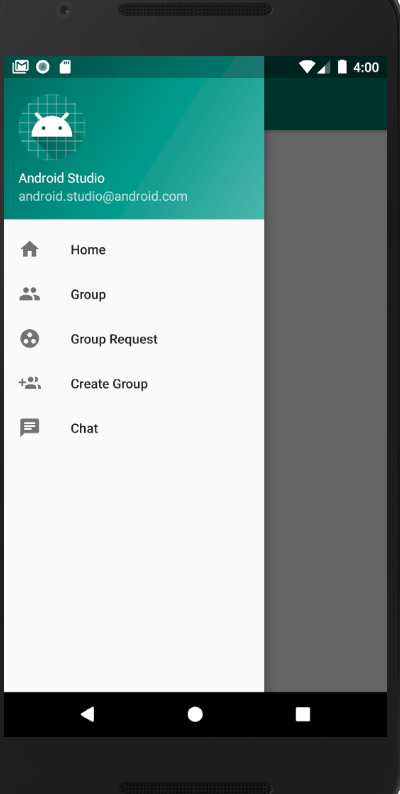 4:00
Android Studio
android.studio@android.com
Home
Group
Group Request
Create Group
Chat